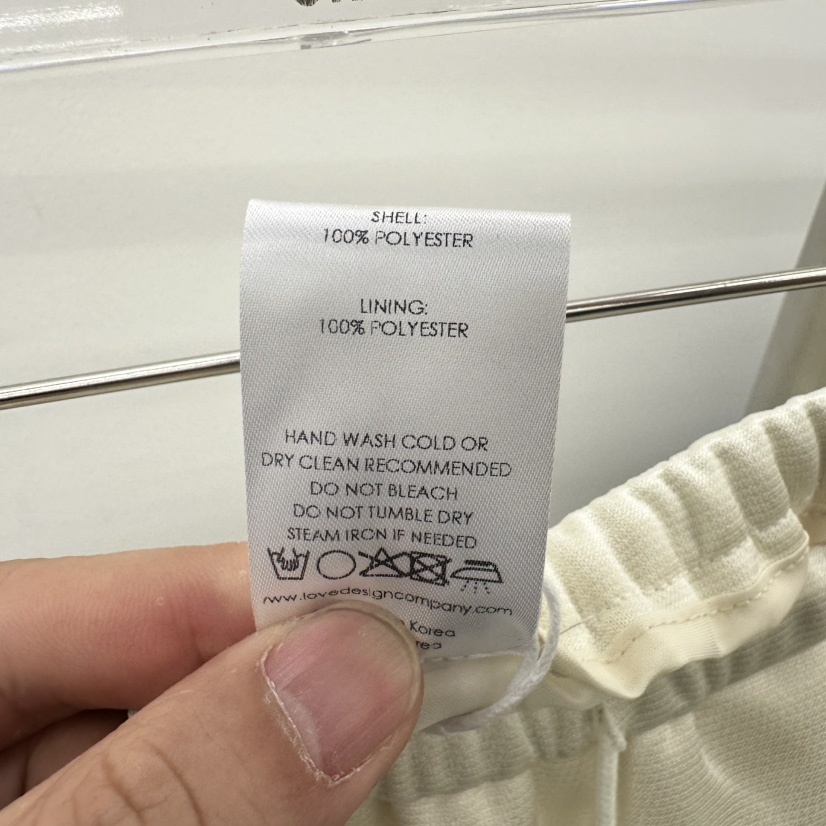 SHELL:
100% POLYESTER
LINING:
100% POLYESTER
HAND WASH COLD OR
DRY CLEAN RECOMMENDED
DO NOT BLEACH
DO NOT TUMBLE DRY
STEAM IRON IF NEEDED
www.lovedesigncompany.com
Korea